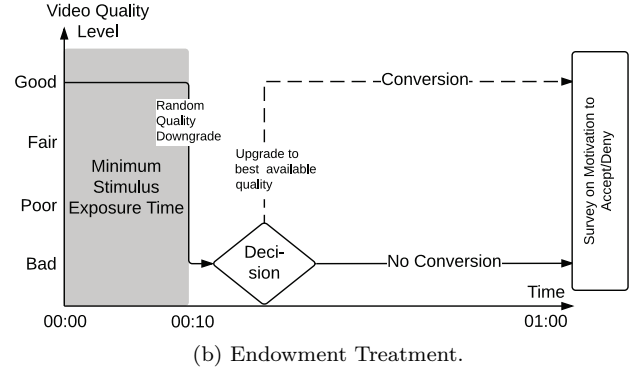 Video Quality
Level
Good
Fair
Poor
Bad
Minimum
Stimulus
Exposure Time
Random
Quality
Downgrade
Upgrade to
best available
quality
Deci-
sion
Conversion
No Conversion
Survey on Motivation to
Accept/Deny
Time
00:00
00:10
01:00
(b) Endowment Treatment.